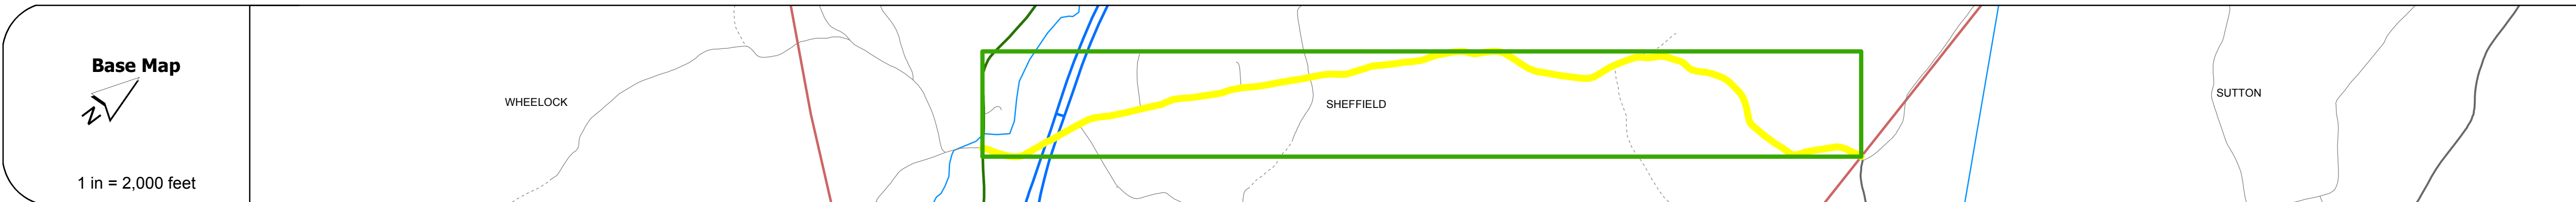 Base Map
N
1 in = 2,000 feet
WHEELOCK
SHEFFIELD
SUTTON